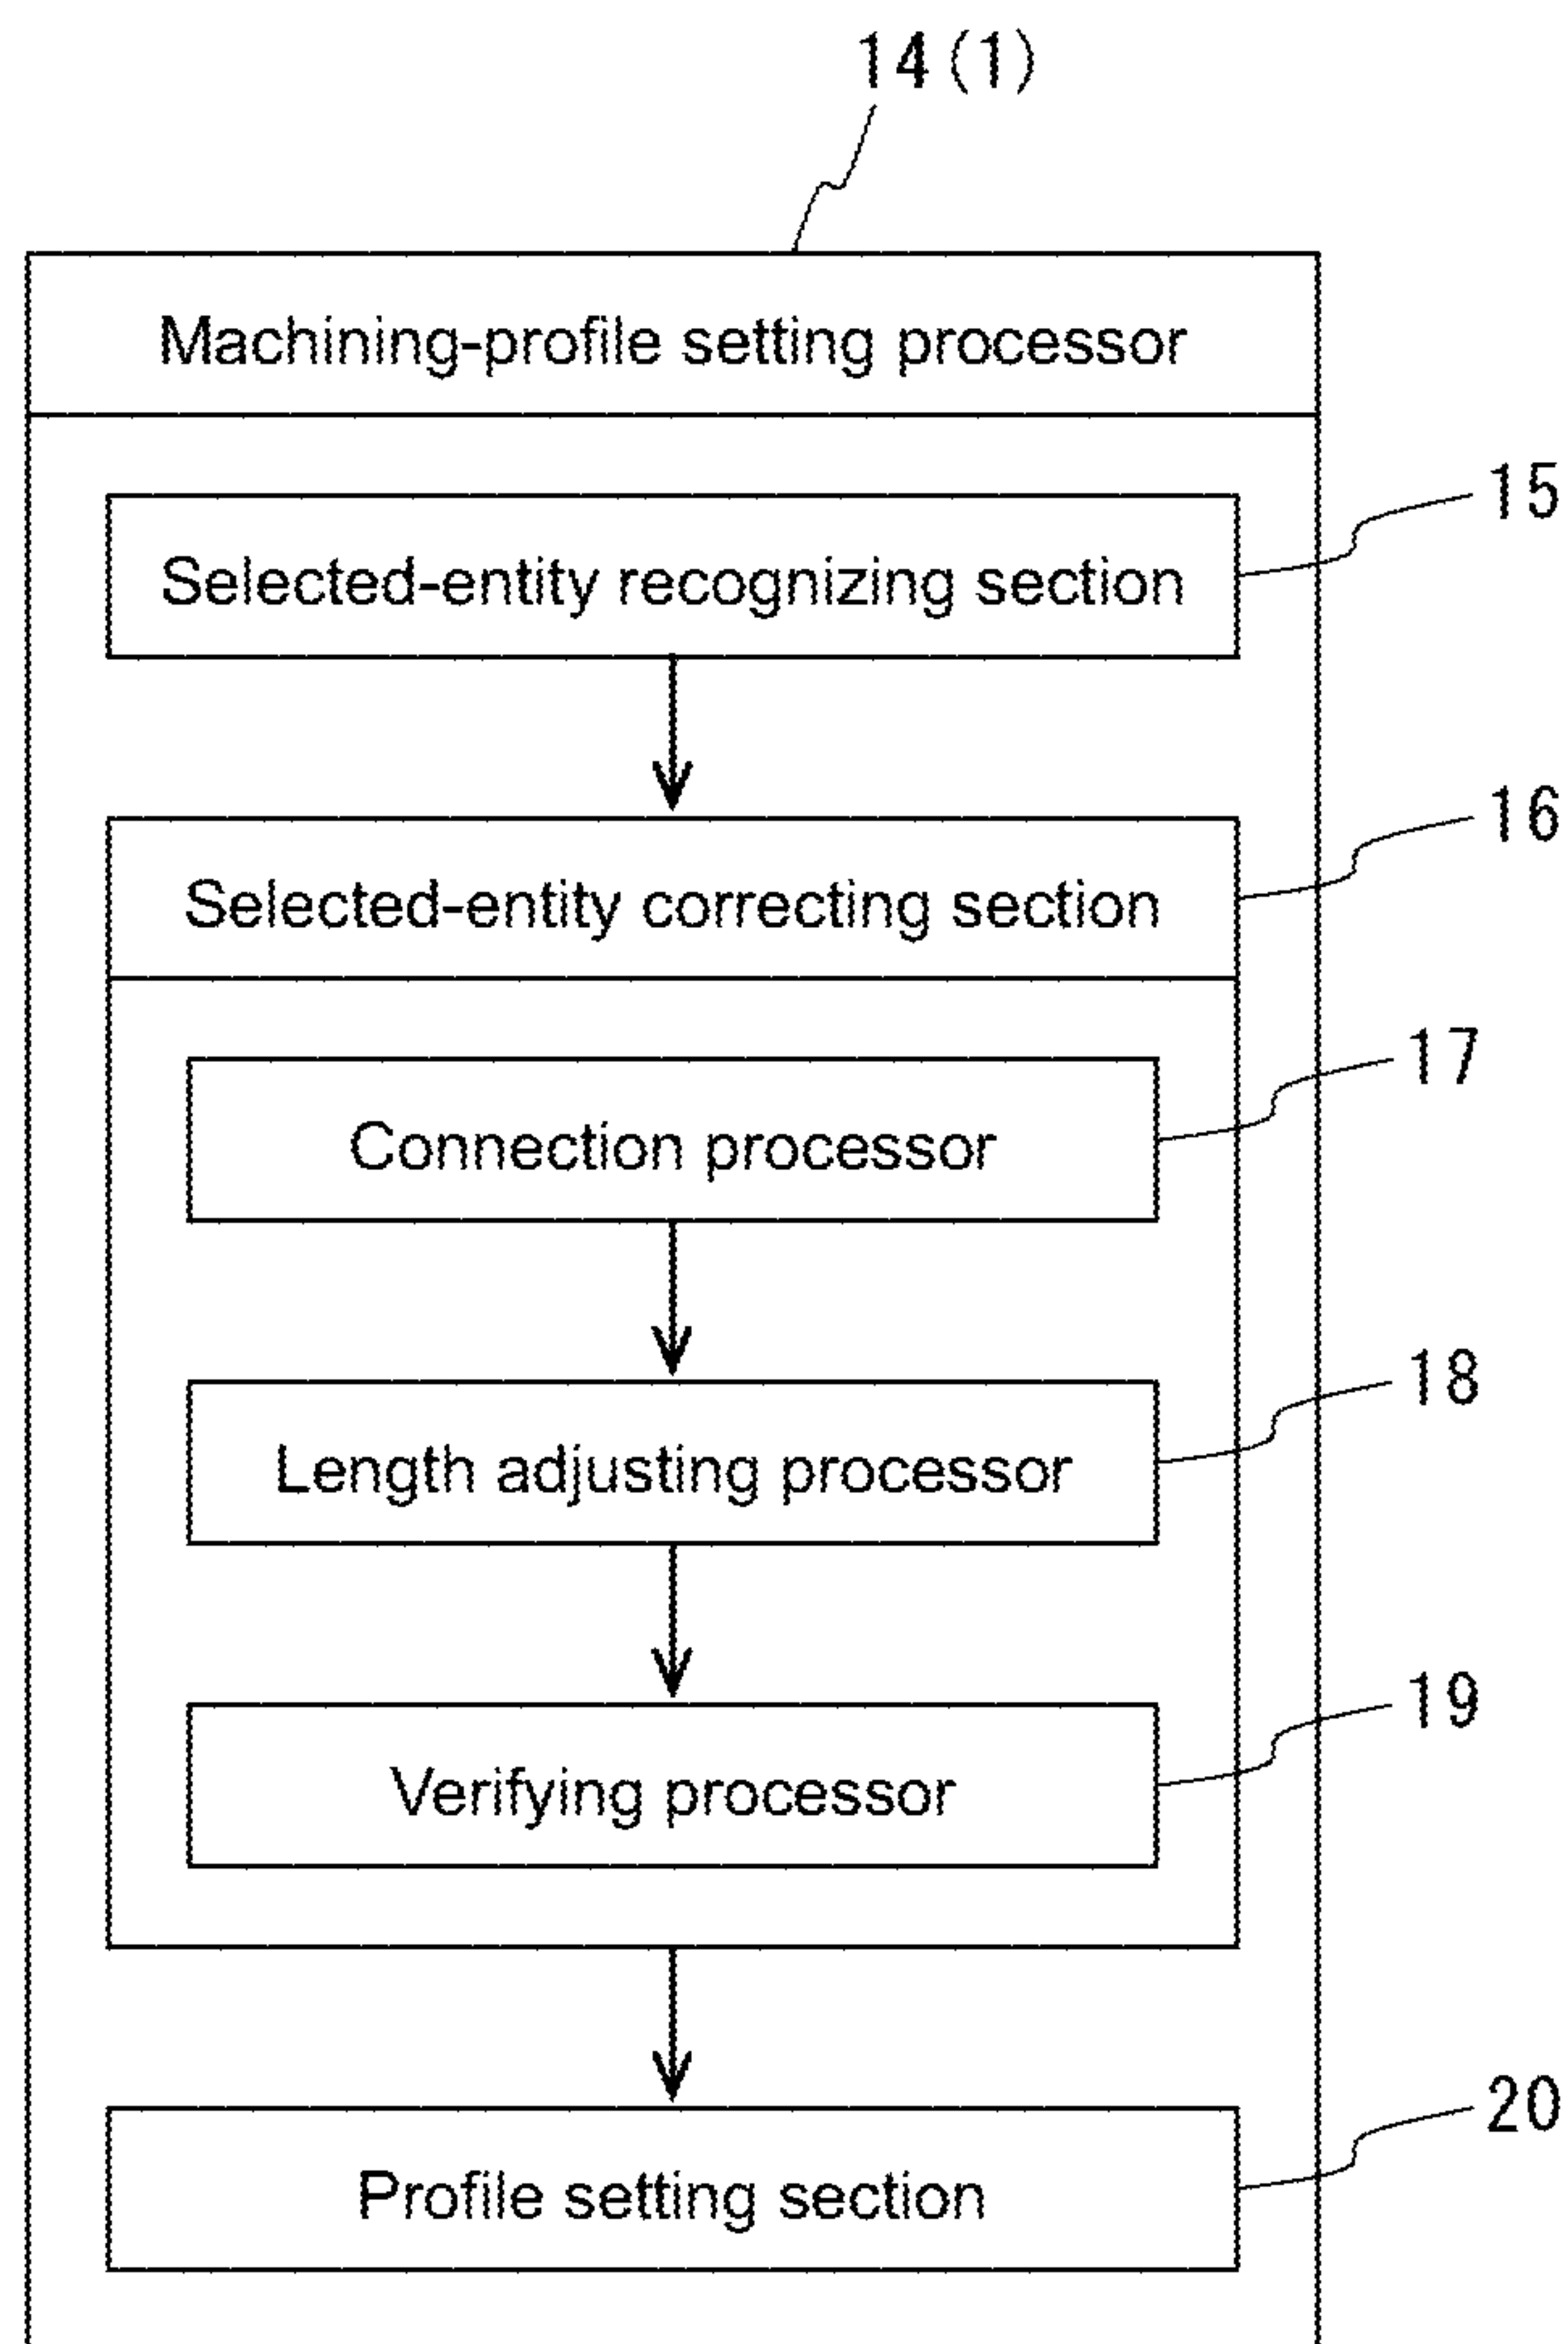 14(1)
Machining-profile setting processor
15
Selected-entity recognizing section
16
Selected-entity correcting section
17
Connection processor
18
Length adjusting processor
19
Verifying processor
20
Profile setting section